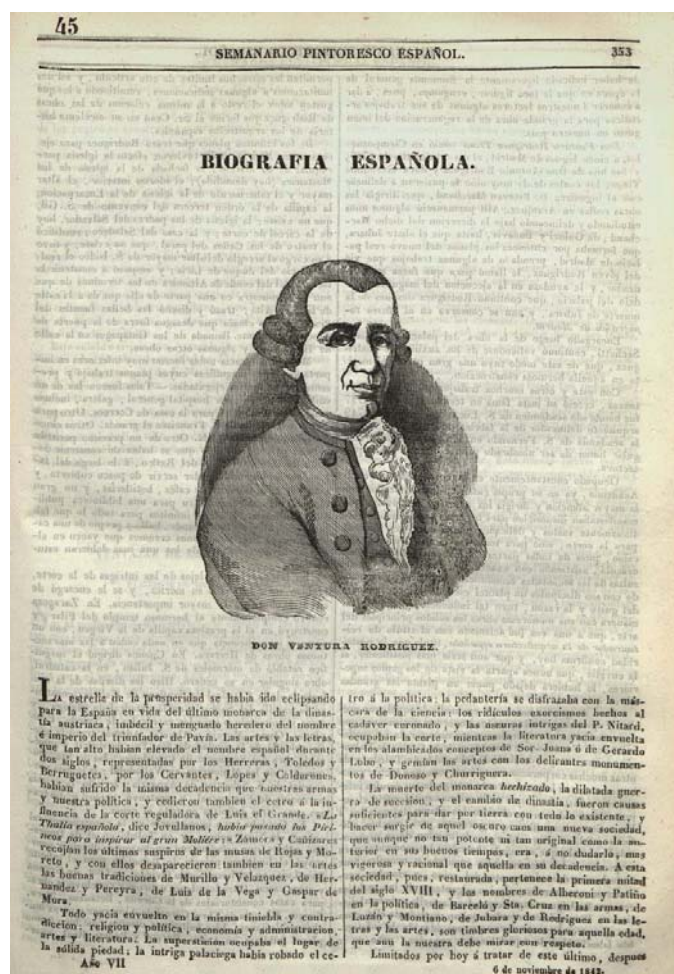 45
SEMANARIO PINTORESCO ESPAÑOL.
353
BIOGRAFIA ESPAÑOLA.
DON VENTURA RODRIGUEZ.
La estrella de la prosperidad se habia ido eclipsando
para la España en vida del último monarca de la dinas-
tía austriaca, imbécil y menguado heredero del nombre
é imperio del triunfador de Pavía. Las artes y las letras,
que tan alto habian elevado el nombre español durante
dos siglos, representadas por los Herreras, Toledos y
Berruguetes, por los Cervantes, Lopes y Calderones,
habian sufrido la misma decadencia que nuestras armas
y nuestra política, y cedieron tambien el cetro á la in-
fluencia de la corte reguladora de Luis el Grande. «La
Thalía española, dice Jovellanos, habia pasado los Piri-
neos para inspirar al gran Moliére:» Zamora y Cañizares
recojian los últimos suspiros de las musas de Rojas y Mo-
reto, y con ellos desaparecieron tambien en las artes
las buenas tradiciones de Murillo y Velazquez, de Her-
nandez y Pereyra, de Luis de la Vega y Gaspar de
Mora.
Todo yacia envuelto en la misma tiniebla y contra-
diccion: religion y política, economía y administracion,
artes y literatura. La supersticion ocupaba el lugar de
la sólida piedad; la intriga palaciega habia robado el ce-
Año VII
tro á la política; la pedantería se disfrazaba con la más-
cara de la ciencia; los ridículos exorcismos hechos al
cadáver coronado, y las oscuras intrigas del P. Nitard,
ocupaban la corte, mientras la literatura yacia envuelta
en los alambicados conceptos de Sor Juana ó de Gerardo
Lobo, y gemian las artes con los delirantes monumen-
tos de Donoso y Churriguera.
La muerte del monarca hechizado, la dilatada guer-
ra de sucesion, y el cambio de dinastia, fueron causas
suficientes para dar por tierra con todo lo existente, y
hacer surgir de aquel oscuro caos una nueva sociedad,
que aunque no tan potente ni tan original como la an-
terior en sus buenos tiempos, era, á no dudarlo, mas
vigorosa y racional que aquella en su decadencia. A esta
sociedad, pues, restaurada, pertenece la primera mitad
del siglo XVIII, y los nombres de Alberoni y Patiño
en la política, de Barceló y Sta. Cruz en las armas, de
Luzán y Montiano, de Jubara y de Rodriguez en las le-
tras y las artes, son timbres gloriosos para aquella edad,
que aun la nuestra debe mirar con respeto.
Limitados por hoy á tratar de este último, despues
6 de noviembre de 1842.